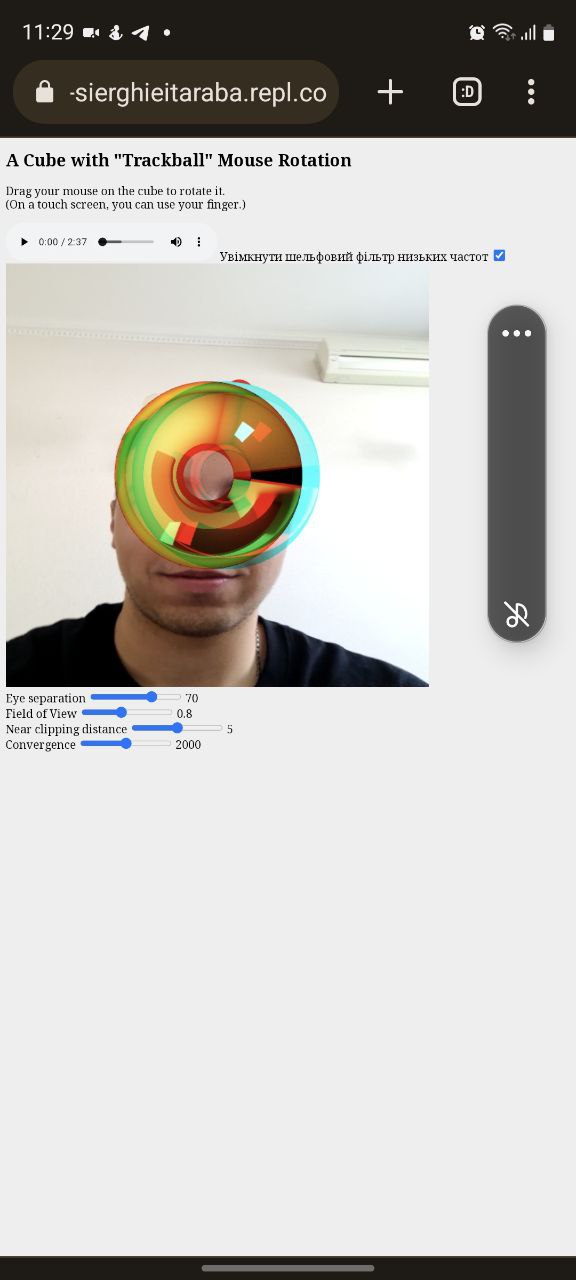 11:29
-sierghieitaraba.repl.co
:D
A Cube with "Trackball" Mouse Rotation
Drag your mouse on the cube to rotate it.
(On a touch screen, you can use your finger.)
0:00 / 2:37
Увімкнути шельфовий фільтр низьких частот
Eye separation 70
Field of View 0.8
Near clipping distance 5
Convergence 2000